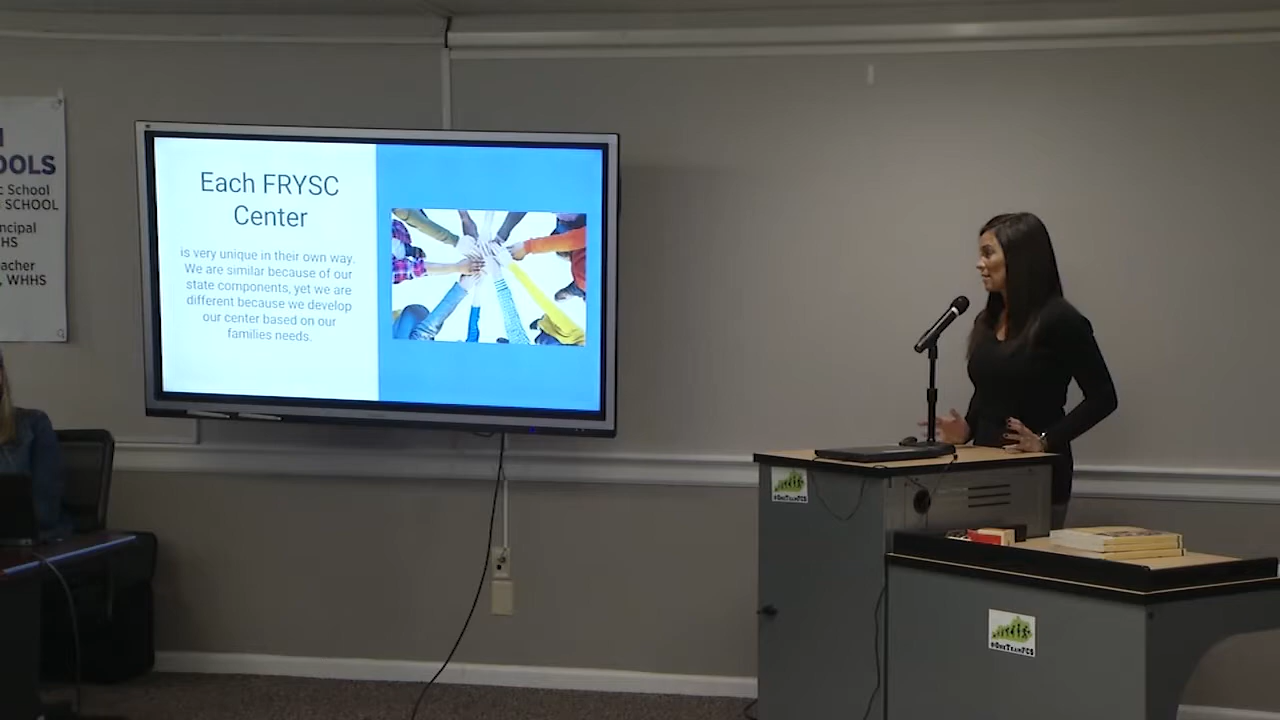 OOLS
c School
SCHOOL
ncipal
HS
acher
, WHHS
Each FRYSC
Center
is very unique in their own way.
We are similar because of our
state components, yet we are
different because we develop
our center based on our
families needs.
#OneTeamFCS
#OneTeamFCS